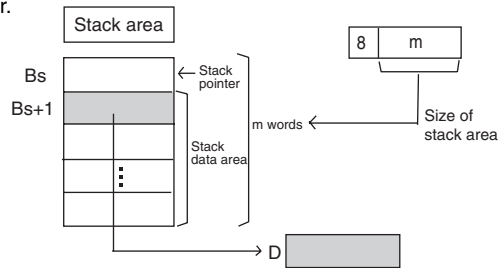 r.
Stack area
8 m
Bs
Stack
pointer
Bs+1
m words
Size of
stack area
Stack
data area
D